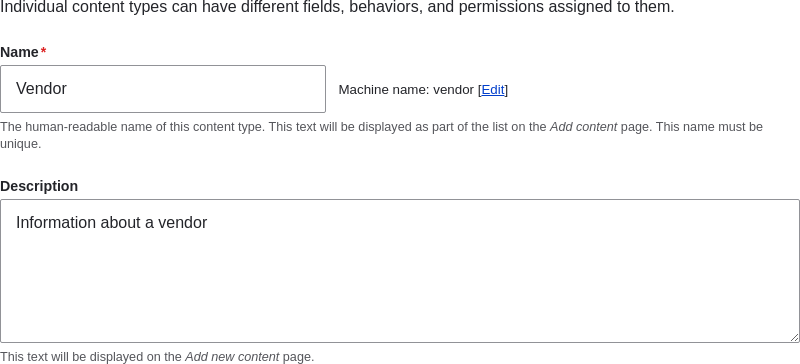 Individual content types can have different fields, behaviors, and permissions assigned to them.
Name*
Vendor
Machine name: vendor [Edit]
The human-readable name of this content type. This text will be displayed as part of the list on the Add content page. This name must be
unique.
Description
Information about a vendor
This text will be displayed on the Add new content page.